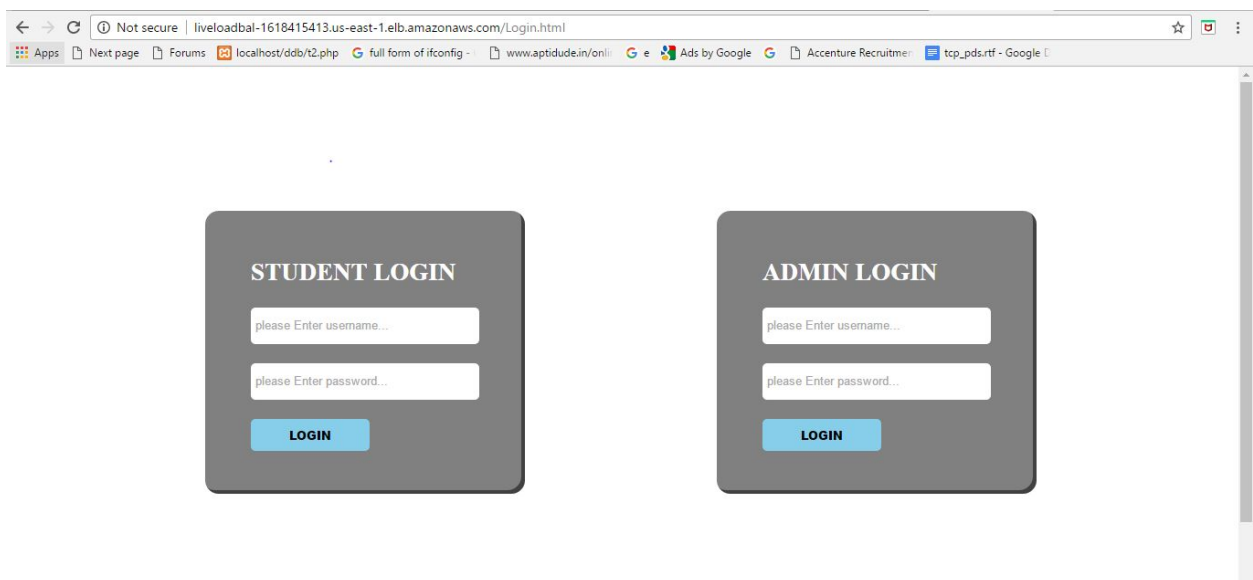 Not secure | liveloadbal-1618415413.us-east-1.elb.amazonaws.com/Login.html
Apps Next page Forums localhost/ddb/t2.php G full form of ifconfig - www.aptidude.in/onli G e Ads by Google G Accenture Recruitmen tcp_pds.rtf - Google D
STUDENT LOGIN
please Enter username...
please Enter password...
LOGIN
ADMIN LOGIN
please Enter username...
please Enter password...
LOGIN